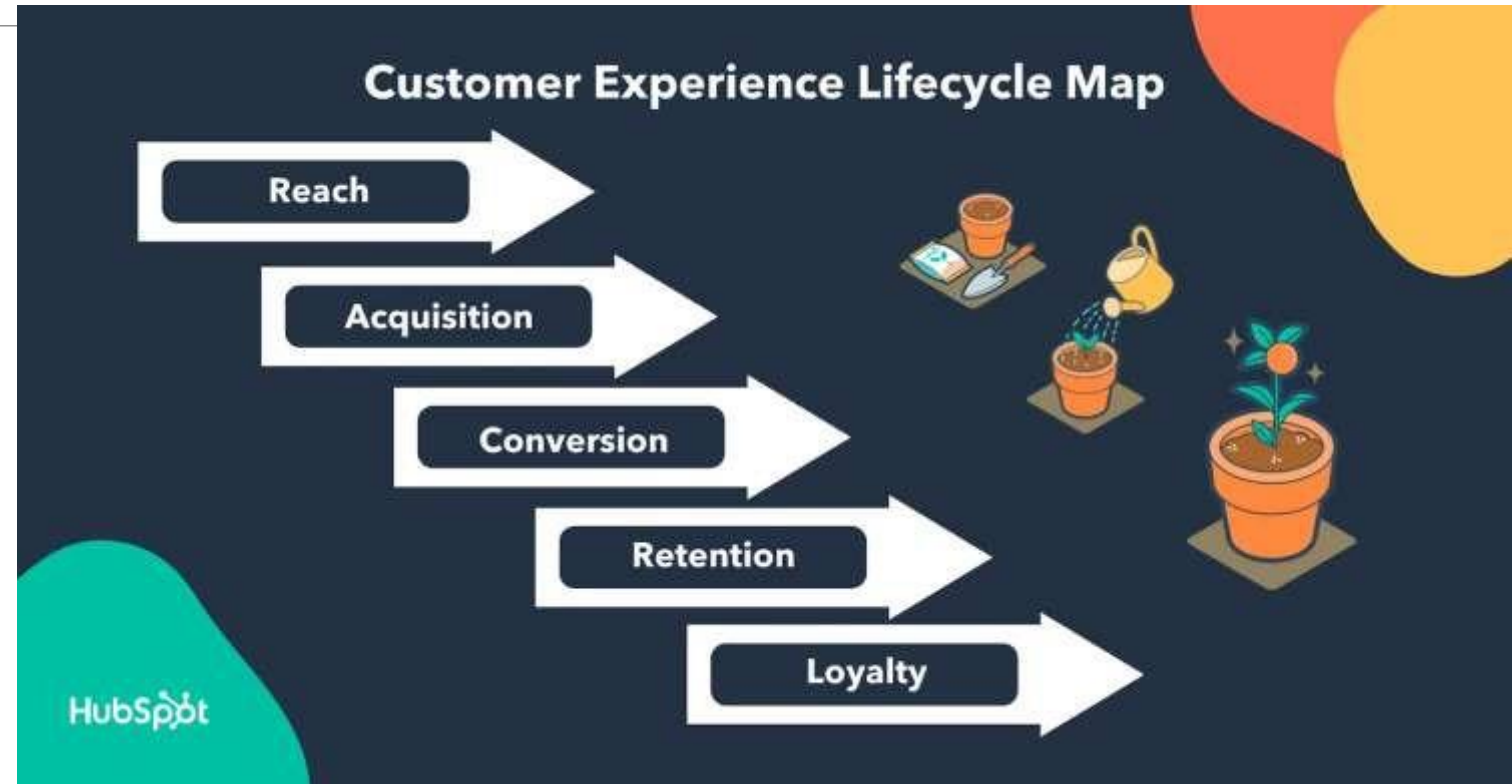 Customer Experience Lifecycle Map
Reach
Acquisition
Conversion
Retention
Loyalty
HubSpot